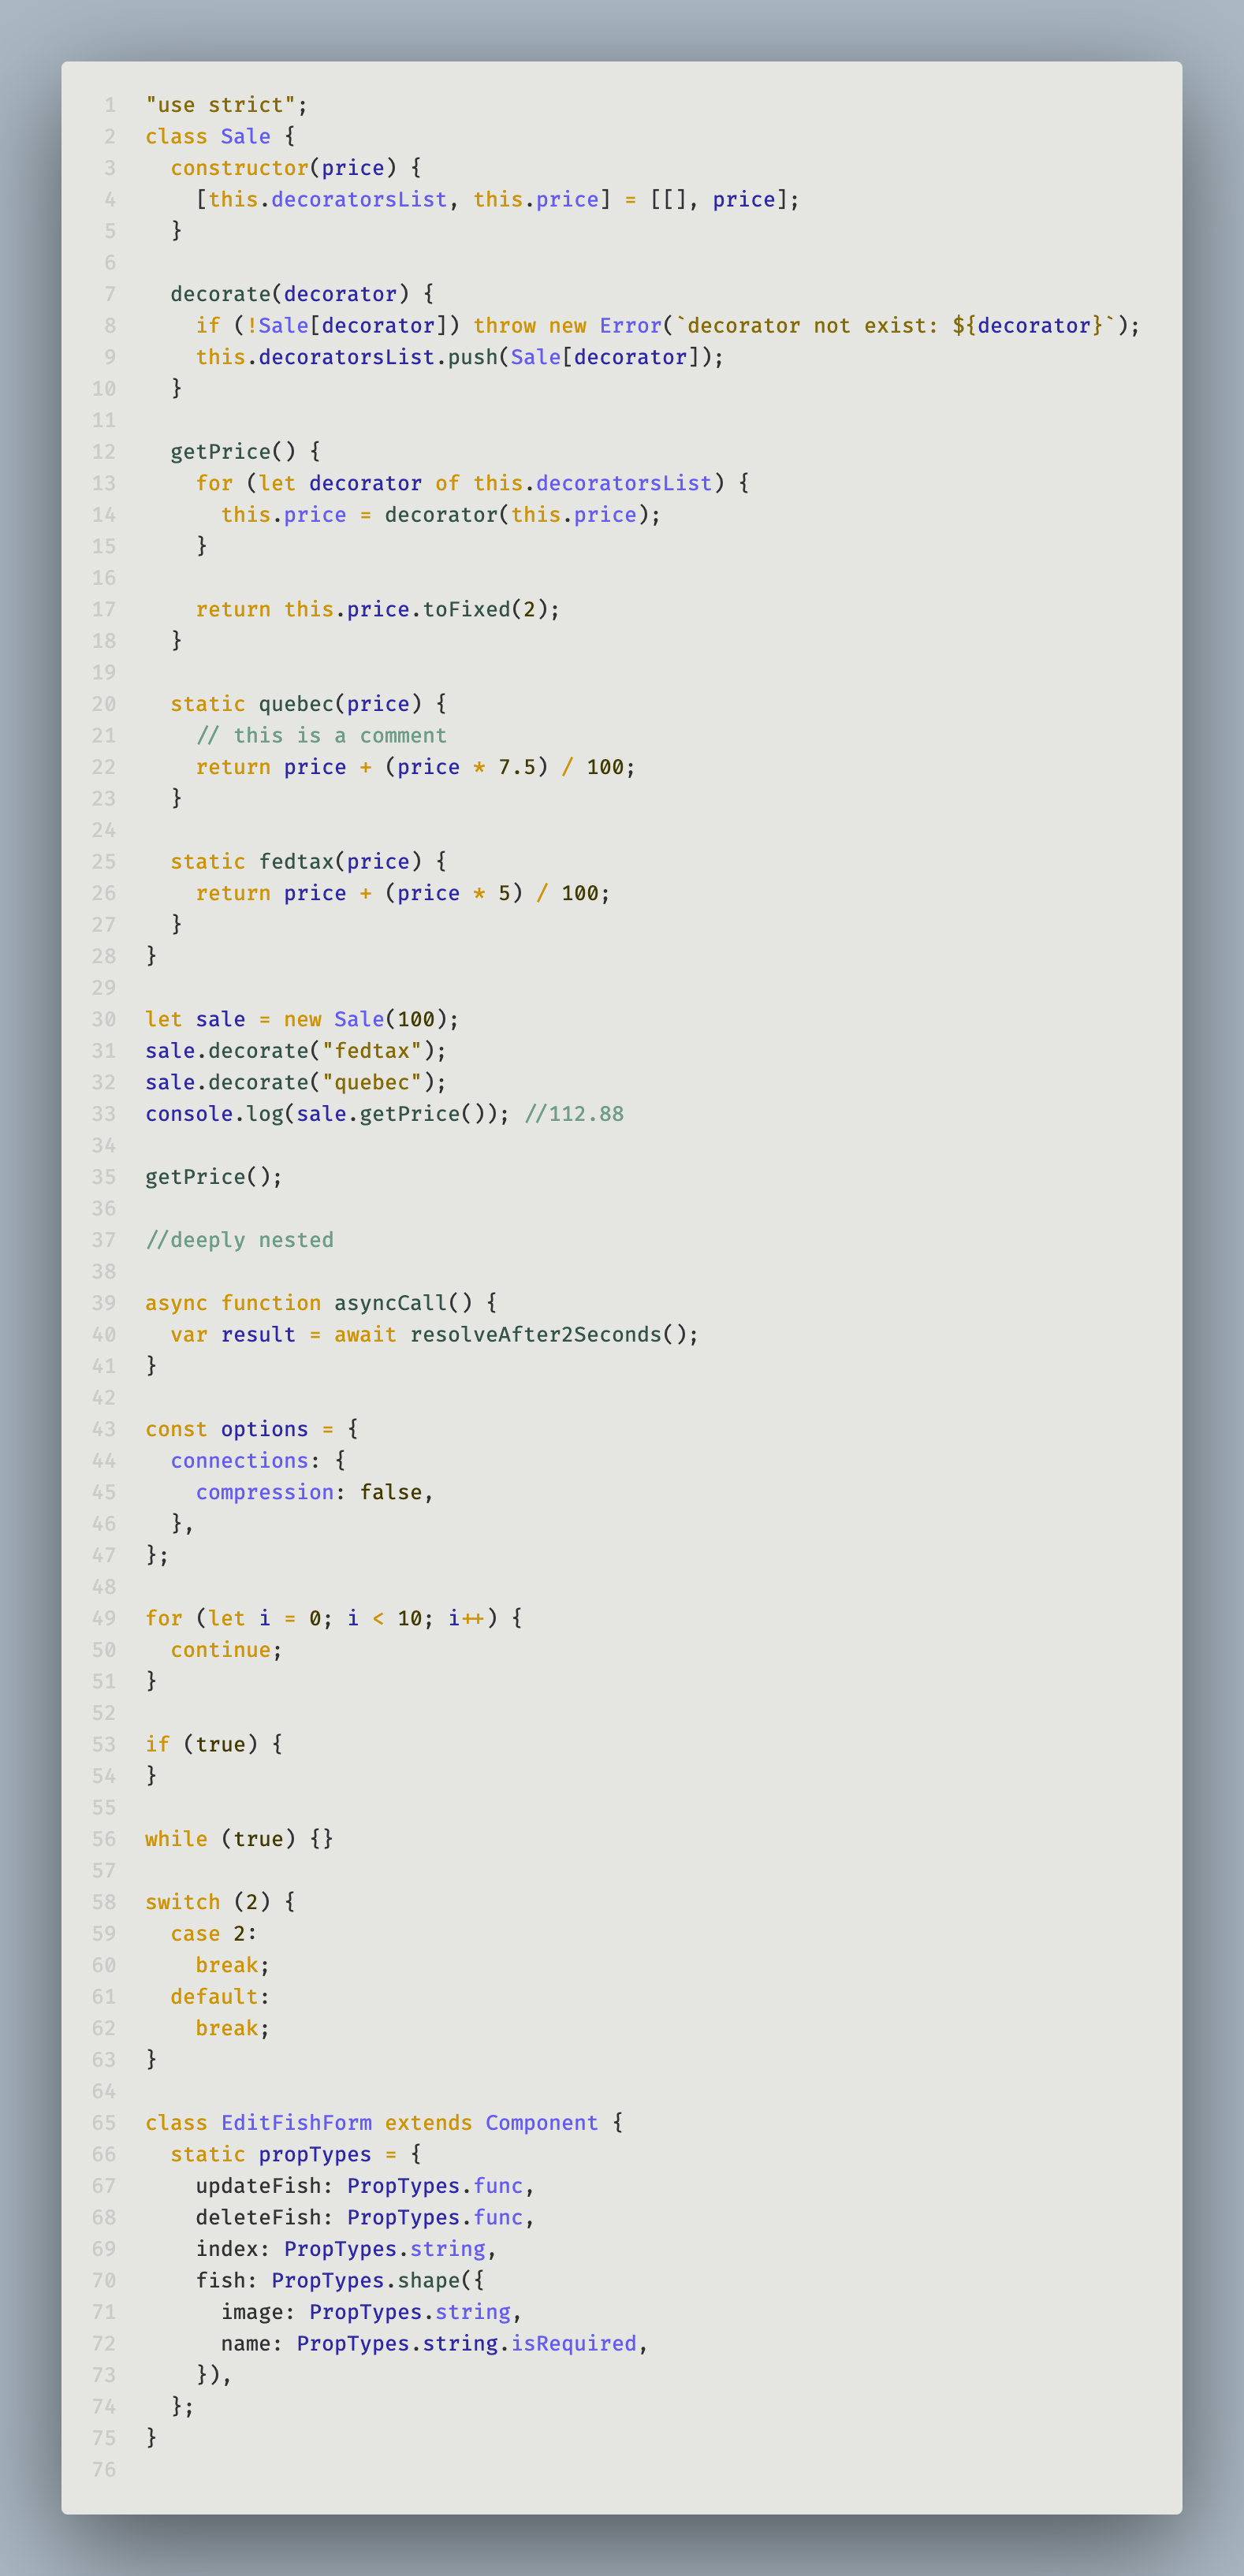 1 "use strict";
2 class Sale {
3   constructor(price) {
4     [this.decoratorsList, this.price] = [[], price];
5   }
6
7   decorate(decorator) {
8     if (!Sale[decorator]) throw new Error(`decorator not exist: ${decorator}`);
9     this.decoratorsList.push(Sale[decorator]);
10   }
11
12   getPrice() {
13     for (let decorator of this.decoratorsList) {
14       this.price = decorator(this.price);
15     }
16
17     return this.price.toFixed(2);
18   }
19
20   static quebec(price) {
21     // this is a comment
22     return price + (price * 7.5) / 100;
23   }
24
25   static fedtax(price) {
26     return price + (price * 5) / 100;
27   }
28 }
29
30 let sale = new Sale(100);
31 sale.decorate("fedtax");
32 sale.decorate("quebec");
33 console.log(sale.getPrice()); //112.88
34
35 getPrice();
36
37 //deeply nested
38
39 async function asyncCall() {
40   var result = await resolveAfter2Seconds();
41 }
42
43 const options = {
44   connections: {
45     compression: false,
46   },
47 };
48
49 for (let i = 0; i < 10; i++) {
50   continue;
51 }
52
53 if (true) {
54 }
55
56 while (true) {}
57
58 switch (2) {
59   case 2:
60     break;
61   default:
62     break;
63 }
64
65 class EditFishForm extends Component {
66   static propTypes = {
67     updateFish: PropTypes.func,
68     deleteFish: PropTypes.func,
69     index: PropTypes.string,
70     fish: PropTypes.shape({
71       image: PropTypes.string,
72       name: PropTypes.string.isRequired,
73     }),
74   };
75 }
76